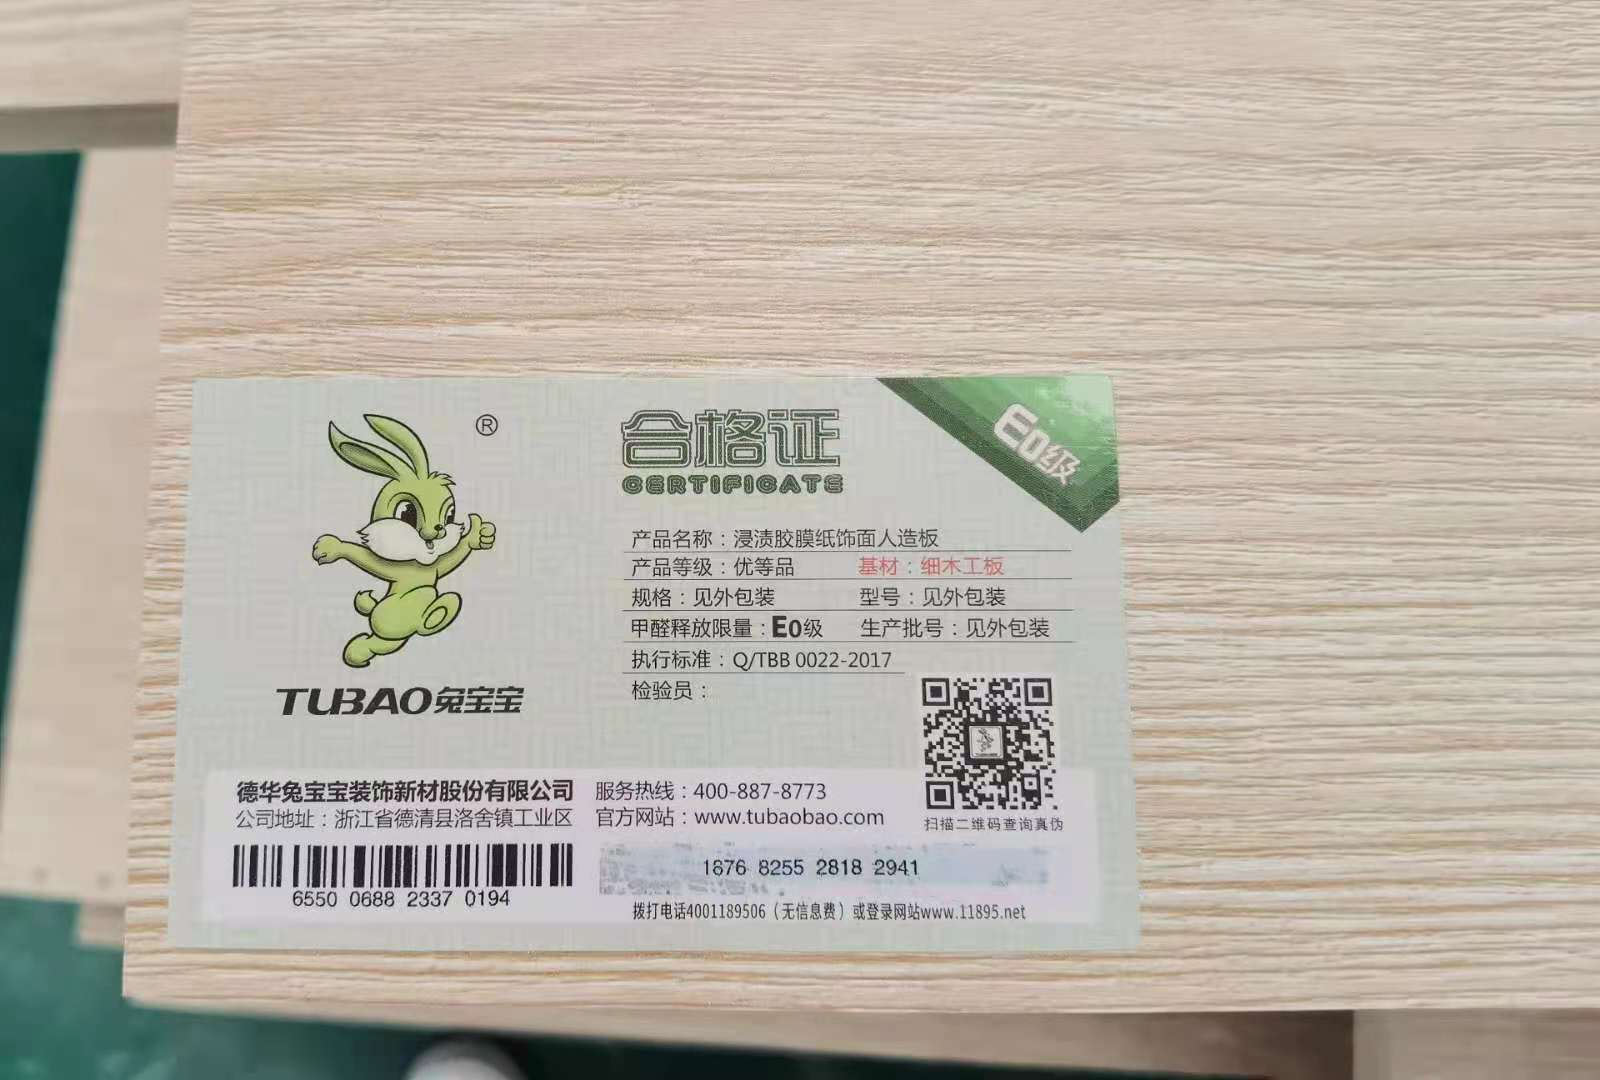 ®
合格证
CERTIFICATE
E0级
产品名称：浸渍胶膜纸饰面人造板
产品等级：优等品 基材：细木工板
规格：见外包装 型号：见外包装
甲醛释放限量：E0级 生产批号：见外包装
执行标准：Q/TBB 0022-2017
检验员：
TUBAO兔宝宝
德华兔宝宝装饰新材股份有限公司 服务热线：400-887-8773
公司地址：浙江省德清县洛舍镇工业区 官方网站：www.tubaobao.com
扫描二维码查询真伪
6550 0688 2337 0194
1876 8255 2818 2941
拨打电话4001189506（无信息费）或登录网站www.11895.net